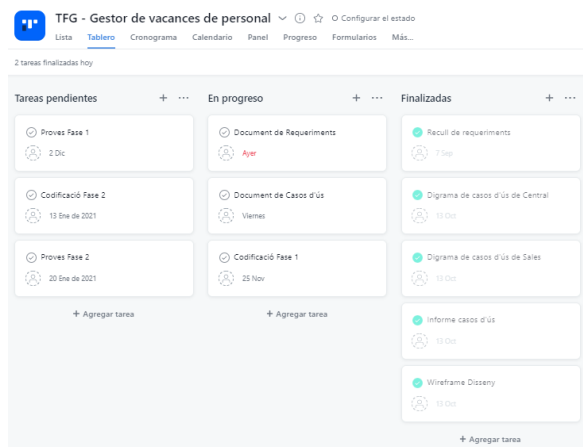 TFG - Gestor de vacances de personal
Configurar el estado
Lista Tablero Cronograma Calendario Panel Progreso Formularios Más...
2 tareas finalizadas hoy
Tareas pendientes
Proves Fase 1
2 Dic
Codificació Fase 2
13 Ene de 2021
Proves Fase 2
20 Ene de 2021
+ Agregar tarea
En progreso
Document de Requeriments
Ayer
Document de Casos d'ús
Viernes
Codificació Fase 1
25 Nov
+ Agregar tarea
Finalizadas
Recull de requeriments
7 Sep
Digrama de casos d'ús de Central
13 Oct
Digrama de casos d'ús de Sales
13 Oct
Informe casos d'ús
13 Oct
Wireframe Disseny
13 Oct
+ Agregar tarea